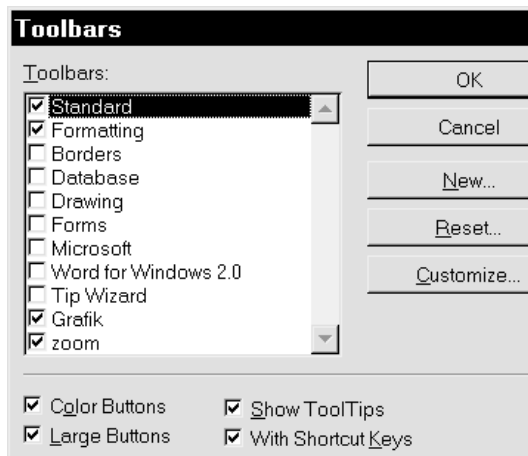 Toolbars
Toolbars:
Standard
Formatting
Borders
Database
Drawing
Forms
Microsoft
Word for Windows 2.0
Tip Wizard
Grafik
zoom
OK
Cancel
New...
Reset...
Customize...
Color Buttons
Show ToolTips
Large Buttons
With Shortcut Keys